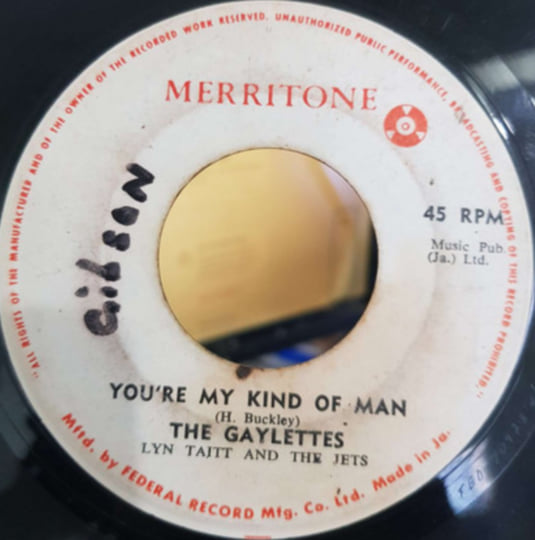 "ALL RIGHTS OF THE MANUFACTURER AND OF THE OWNER OF THE RECORDED WORK RESERVED. UNAUTHORIZED PUBLIC PERFORMANCE, BROADCASTING AND COPYING OF THIS RECORD PROHIBITED."
MERRITONE
Gibson
45 RPM
Music Pub.
(Ja.) Ltd.
YOU'RE MY KIND OF MAN
(H. Buckley)
THE GAYLETTES
LYN TAITT AND THE JETS
Mftd. by FEDERAL RECORD Mfg. Co. Ltd. Made in Ja.